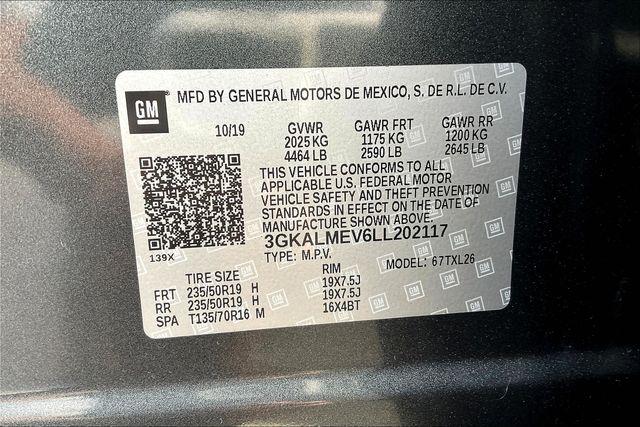 GM MFD BY GENERAL MOTORS DE MEXICO, S. DE R.L. DE C.V.
10/19 GVWR GAWR FRT GAWR RR
2025 KG 1175 KG 1200 KG
4464 LB 2590 LB 2645 LB
THIS VEHICLE CONFORMS TO ALL
APPLICABLE U.S. FEDERAL MOTOR
VEHICLE SAFETY AND THEFT PREVENTION
STANDARDS IN EFFECT ON THE DATE OF
MANUFACTURE SHOWN ABOVE.
3GKALMEV6LL202117
139X TYPE: M.P.V. MODEL: 67TXL26
TIRE SIZE RIM
FRT 235/50R19 H 19X7.5J
RR 235/50R19 H 19X7.5J
SPA T135/70R16 M 16X4BT